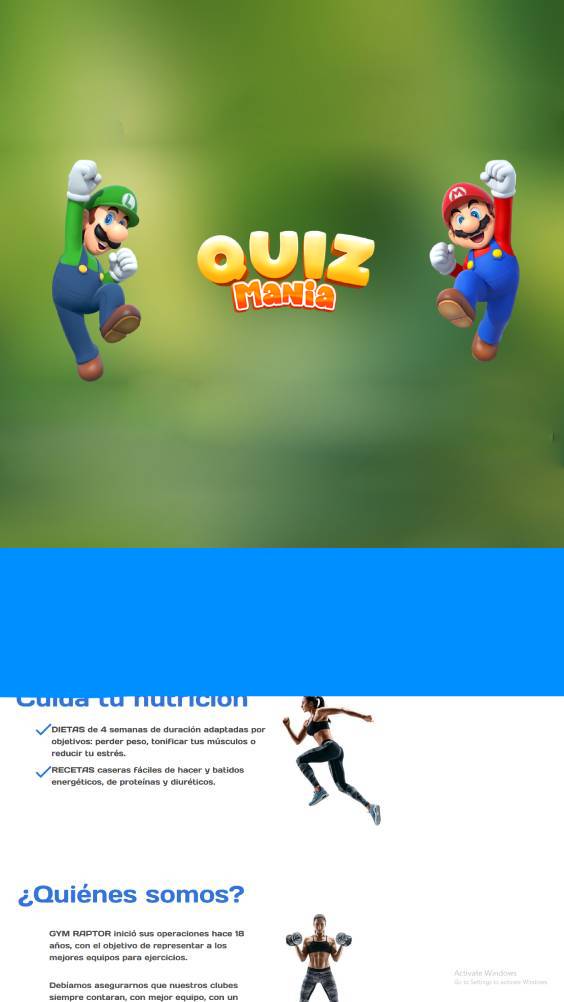 L
M
QUIZ
Mania
Cuida tu nutrición
DIETAS de 4 semanas de duración adaptadas por
objetivos: perder peso, tonificar tus músculos o
reducir tu estrés.
RECETAS caseras fáciles de hacer y batidos
energéticos, de proteínas y diuréticos.
¿Quiénes somos?
GYM RAPTOR inició sus operaciones hace 18
años, con el objetivo de representar a los
mejores equipos para ejercicios.
Debíamos asegurarnos que nuestros clubes
siempre contaran, con mejor equipo, con un
Activate Windows
Go to Settings to activate Windows.